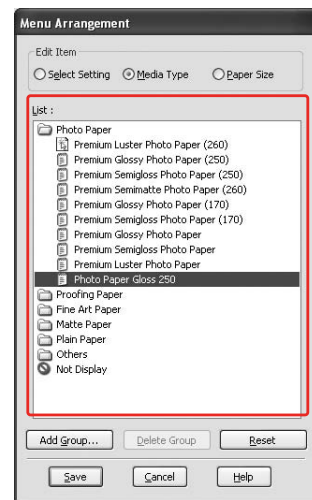 Menu Arrangement
Edit Item
Select Setting Media Type Paper Size
List :
Photo Paper
Premium Luster Photo Paper (260)
Premium Glossy Photo Paper (250)
Premium Semigloss Photo Paper (250)
Premium Semimatte Photo Paper (260)
Premium Glossy Photo Paper (170)
Premium Semigloss Photo Paper (170)
Premium Glossy Photo Paper
Premium Semigloss Photo Paper
Premium Luster Photo Paper
Photo Paper Gloss 250
Proofing Paper
Fine Art Paper
Matte Paper
Plain Paper
Others
Not Display
Add Group... Delete Group Reset
Save Cancel Help